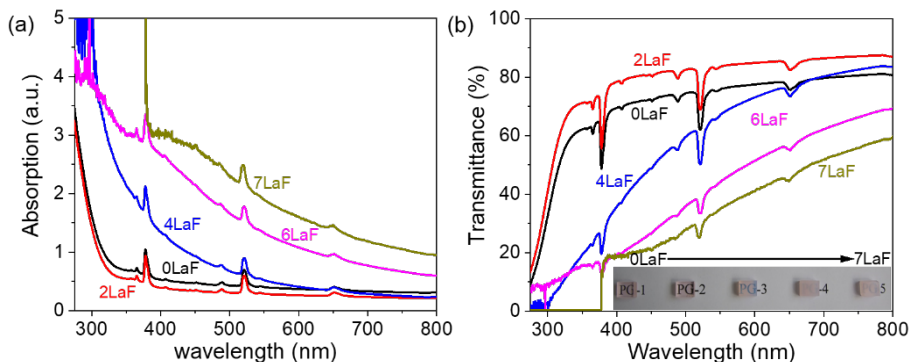 (a)
5
4
3
2
1
0
Absorption (a.u.)
7LaF
4LaF
6LaF
0LaF
2LaF
300
400
500
600
700
800
wavelength (nm)
(b)
100
80
60
40
20
0
Transmittance (%)
2LaF
0LaF
6LaF
4LaF
7LaF
0LaF
7LaF
PG-1
PG-2
PG-3
PG-4
PG-5
300
400
500
600
700
800
Wavelength (nm)